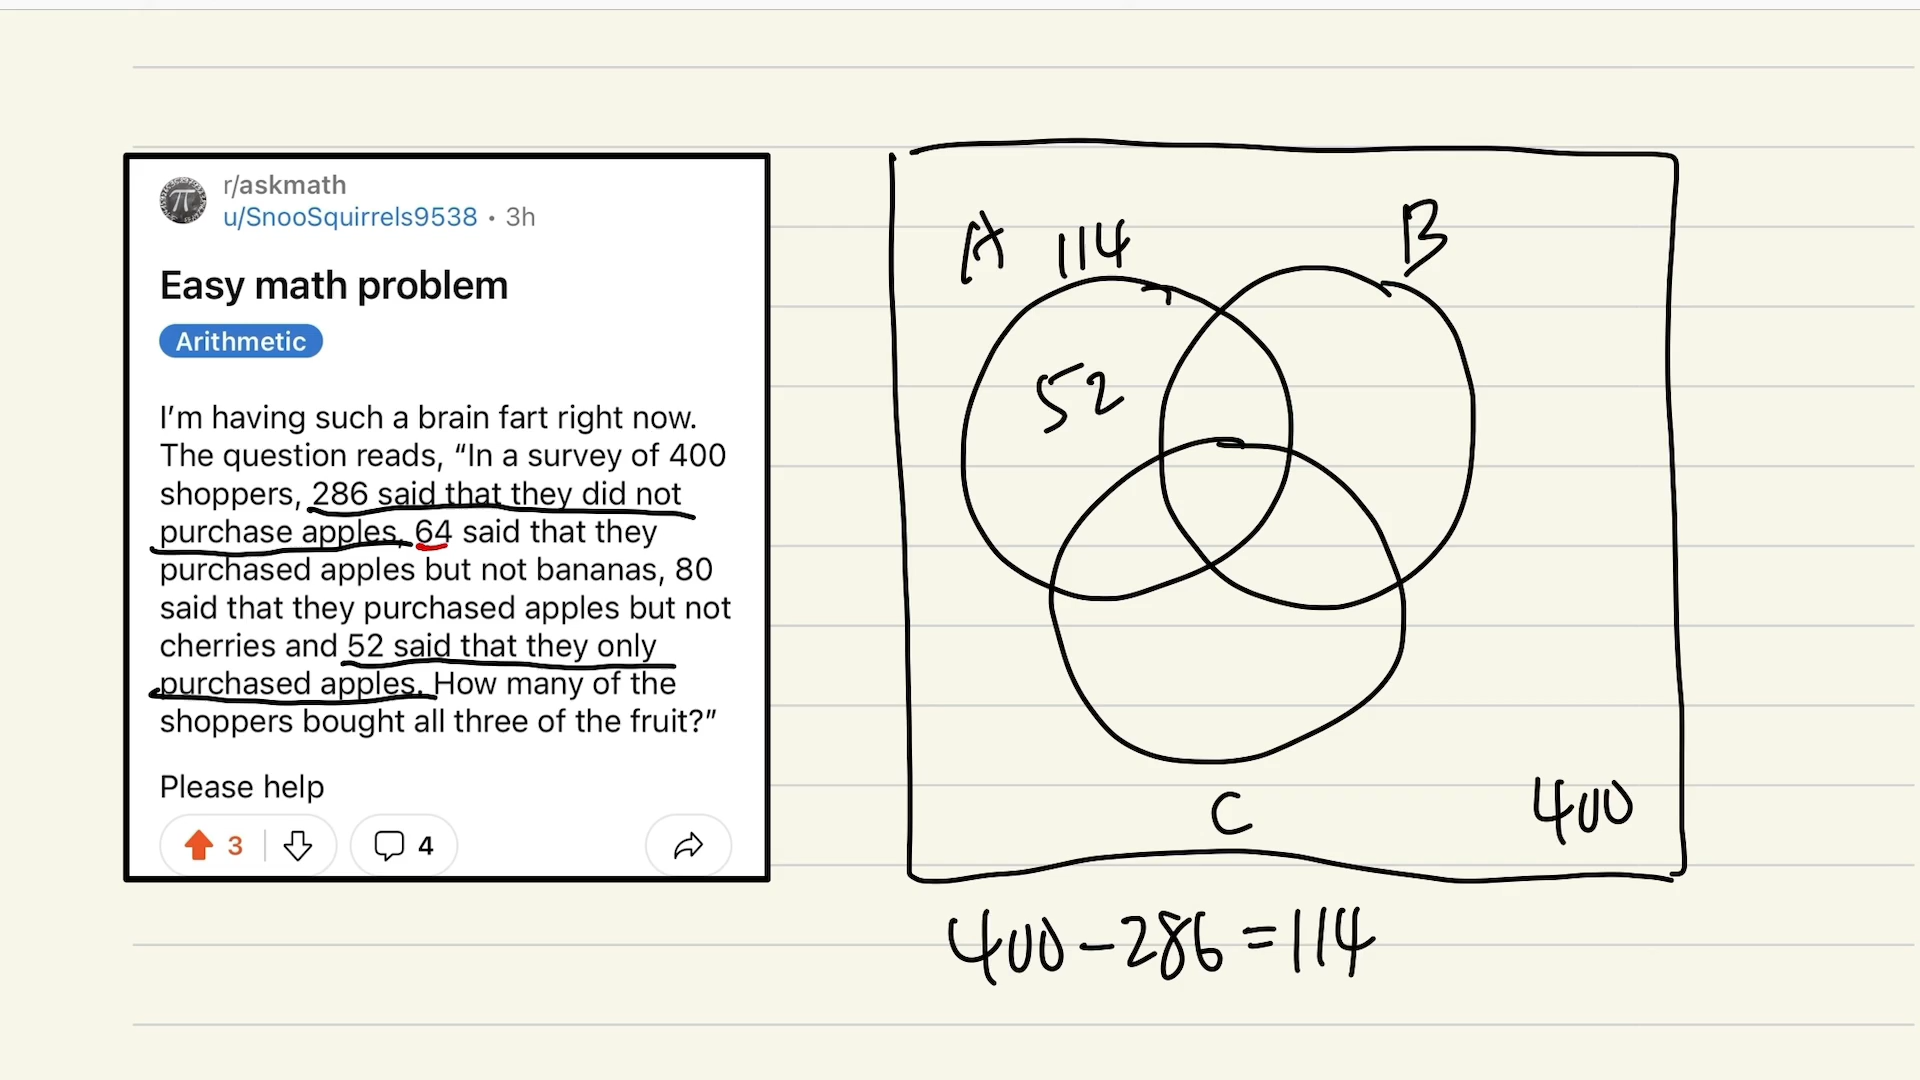 r/askmath
u/SnooSquirrels9538 • 3h
Easy math problem
Arithmetic
I’m having such a brain fart right now.
The question reads, “In a survey of 400
shoppers, 286 said that they did not
purchase apples, 64 said that they
purchased apples but not bananas, 80
said that they purchased apples but not
cherries and 52 said that they only
purchased apples. How many of the
shoppers bought all three of the fruit?”
Please help
3
4
A 114
B
52
C
400
400-286=114